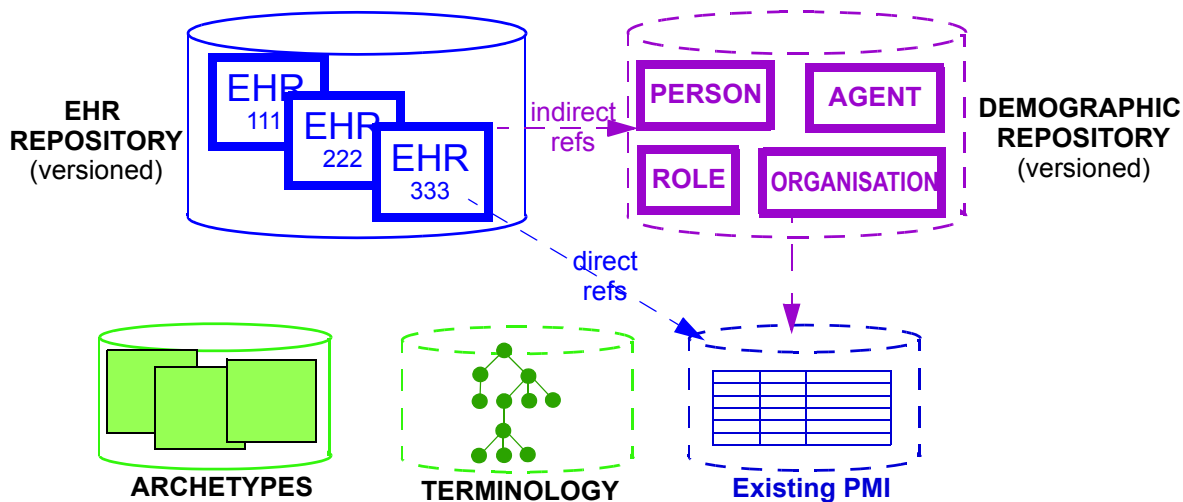 EHR
REPOSITORY
(versioned)
EHR
111
EHR
222
EHR
333
indirect
refs
direct
refs
PERSON
AGENT
ROLE
ORGANISATION
DEMOGRAPHIC
REPOSITORY
(versioned)
ARCHETYPES
TERMINOLOGY
Existing PMI